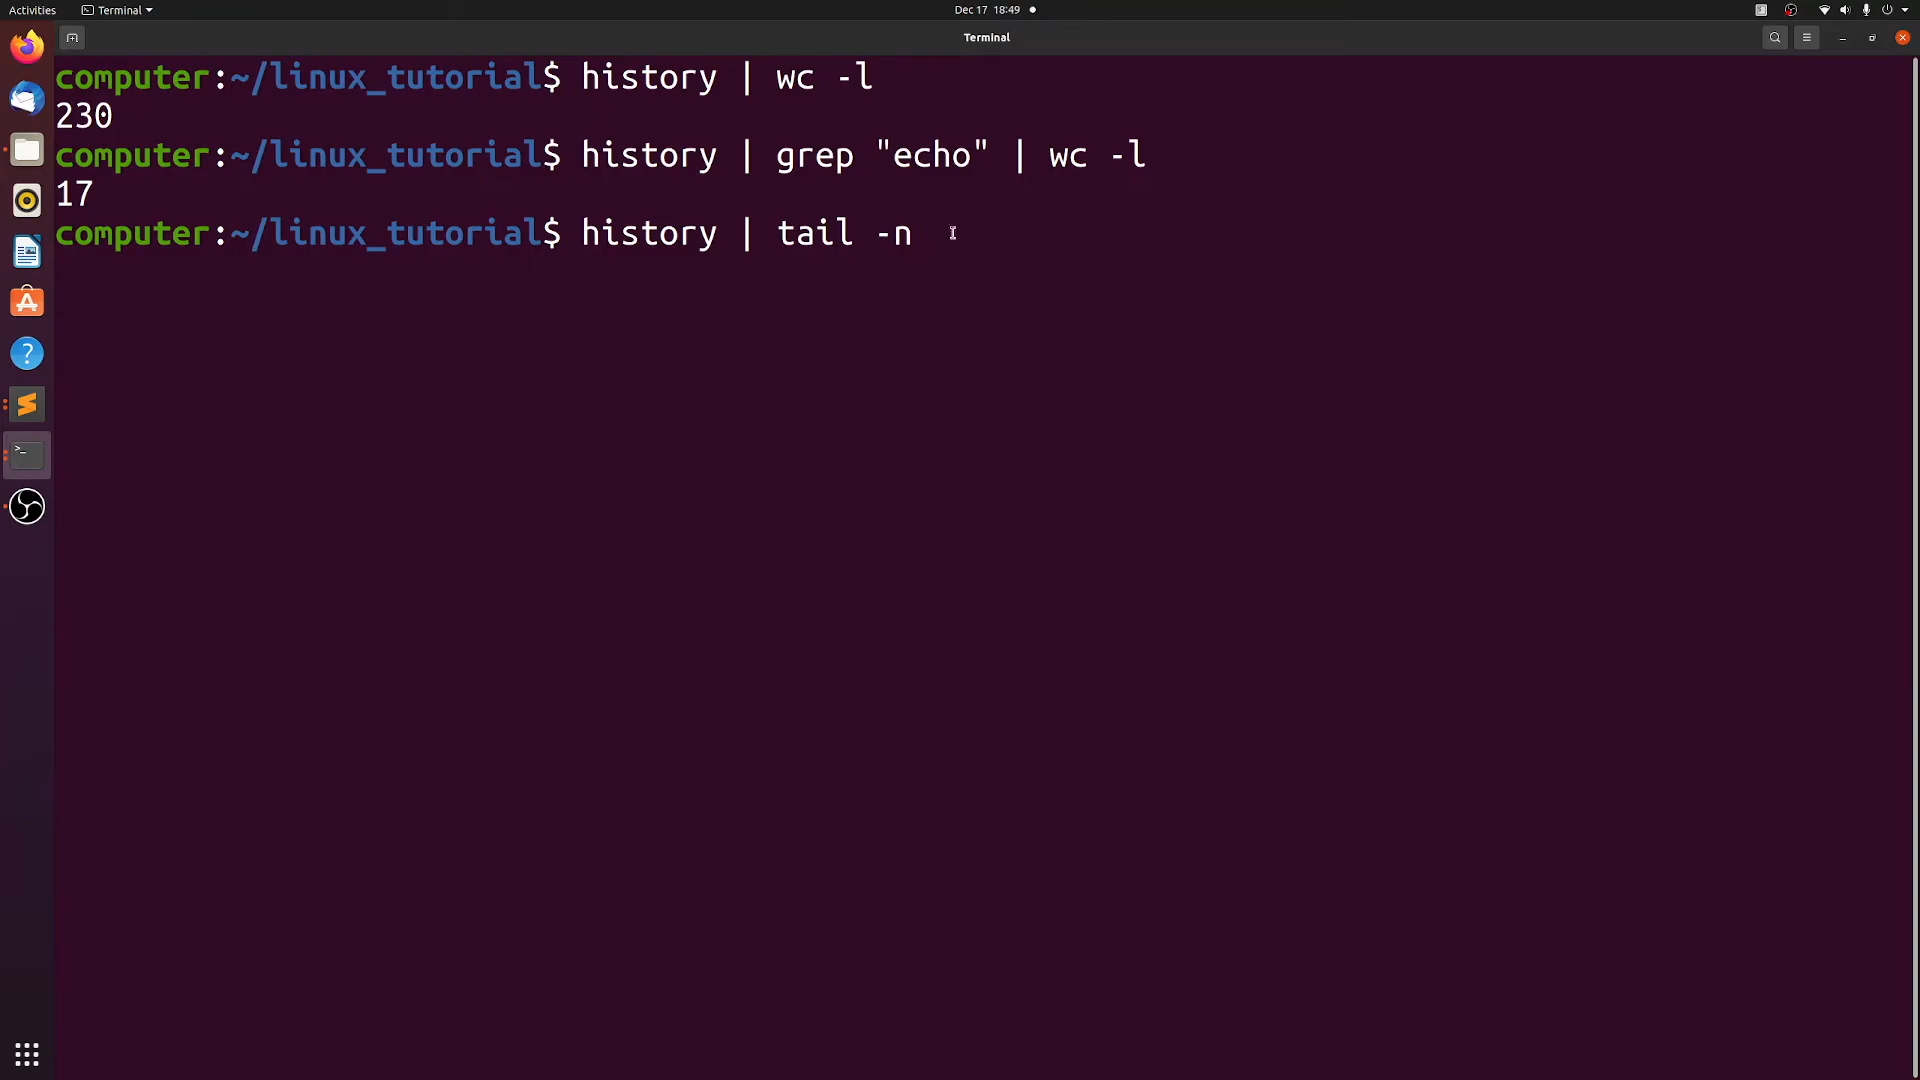 Activities Terminal Dec 17 18:49
Terminal
computer:~/linux_tutorial$ history | wc -l
230
computer:~/linux_tutorial$ history | grep "echo" | wc -l
17
computer:~/linux_tutorial$ history | tail -n